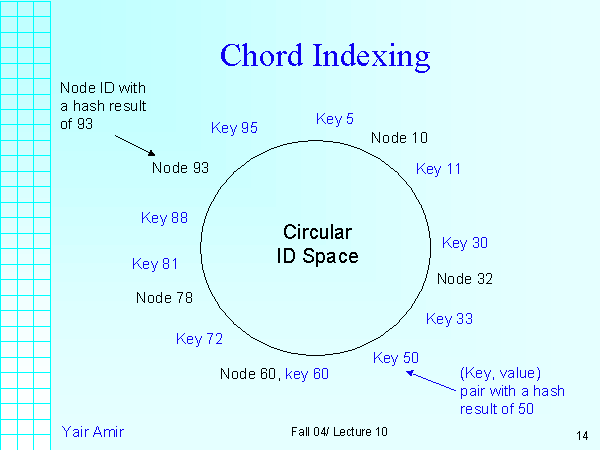 Chord Indexing
Node ID with
a hash result
of 93
Key 95
Key 5
Node 10
Node 93
Key 11
Key 88
Circular
ID Space
Key 30
Key 81
Node 32
Node 78
Key 33
Key 72
Key 50
Node 60, key 60
(Key, value)
pair with a hash
result of 50
Yair Amir
Fall 04/ Lecture 10
14